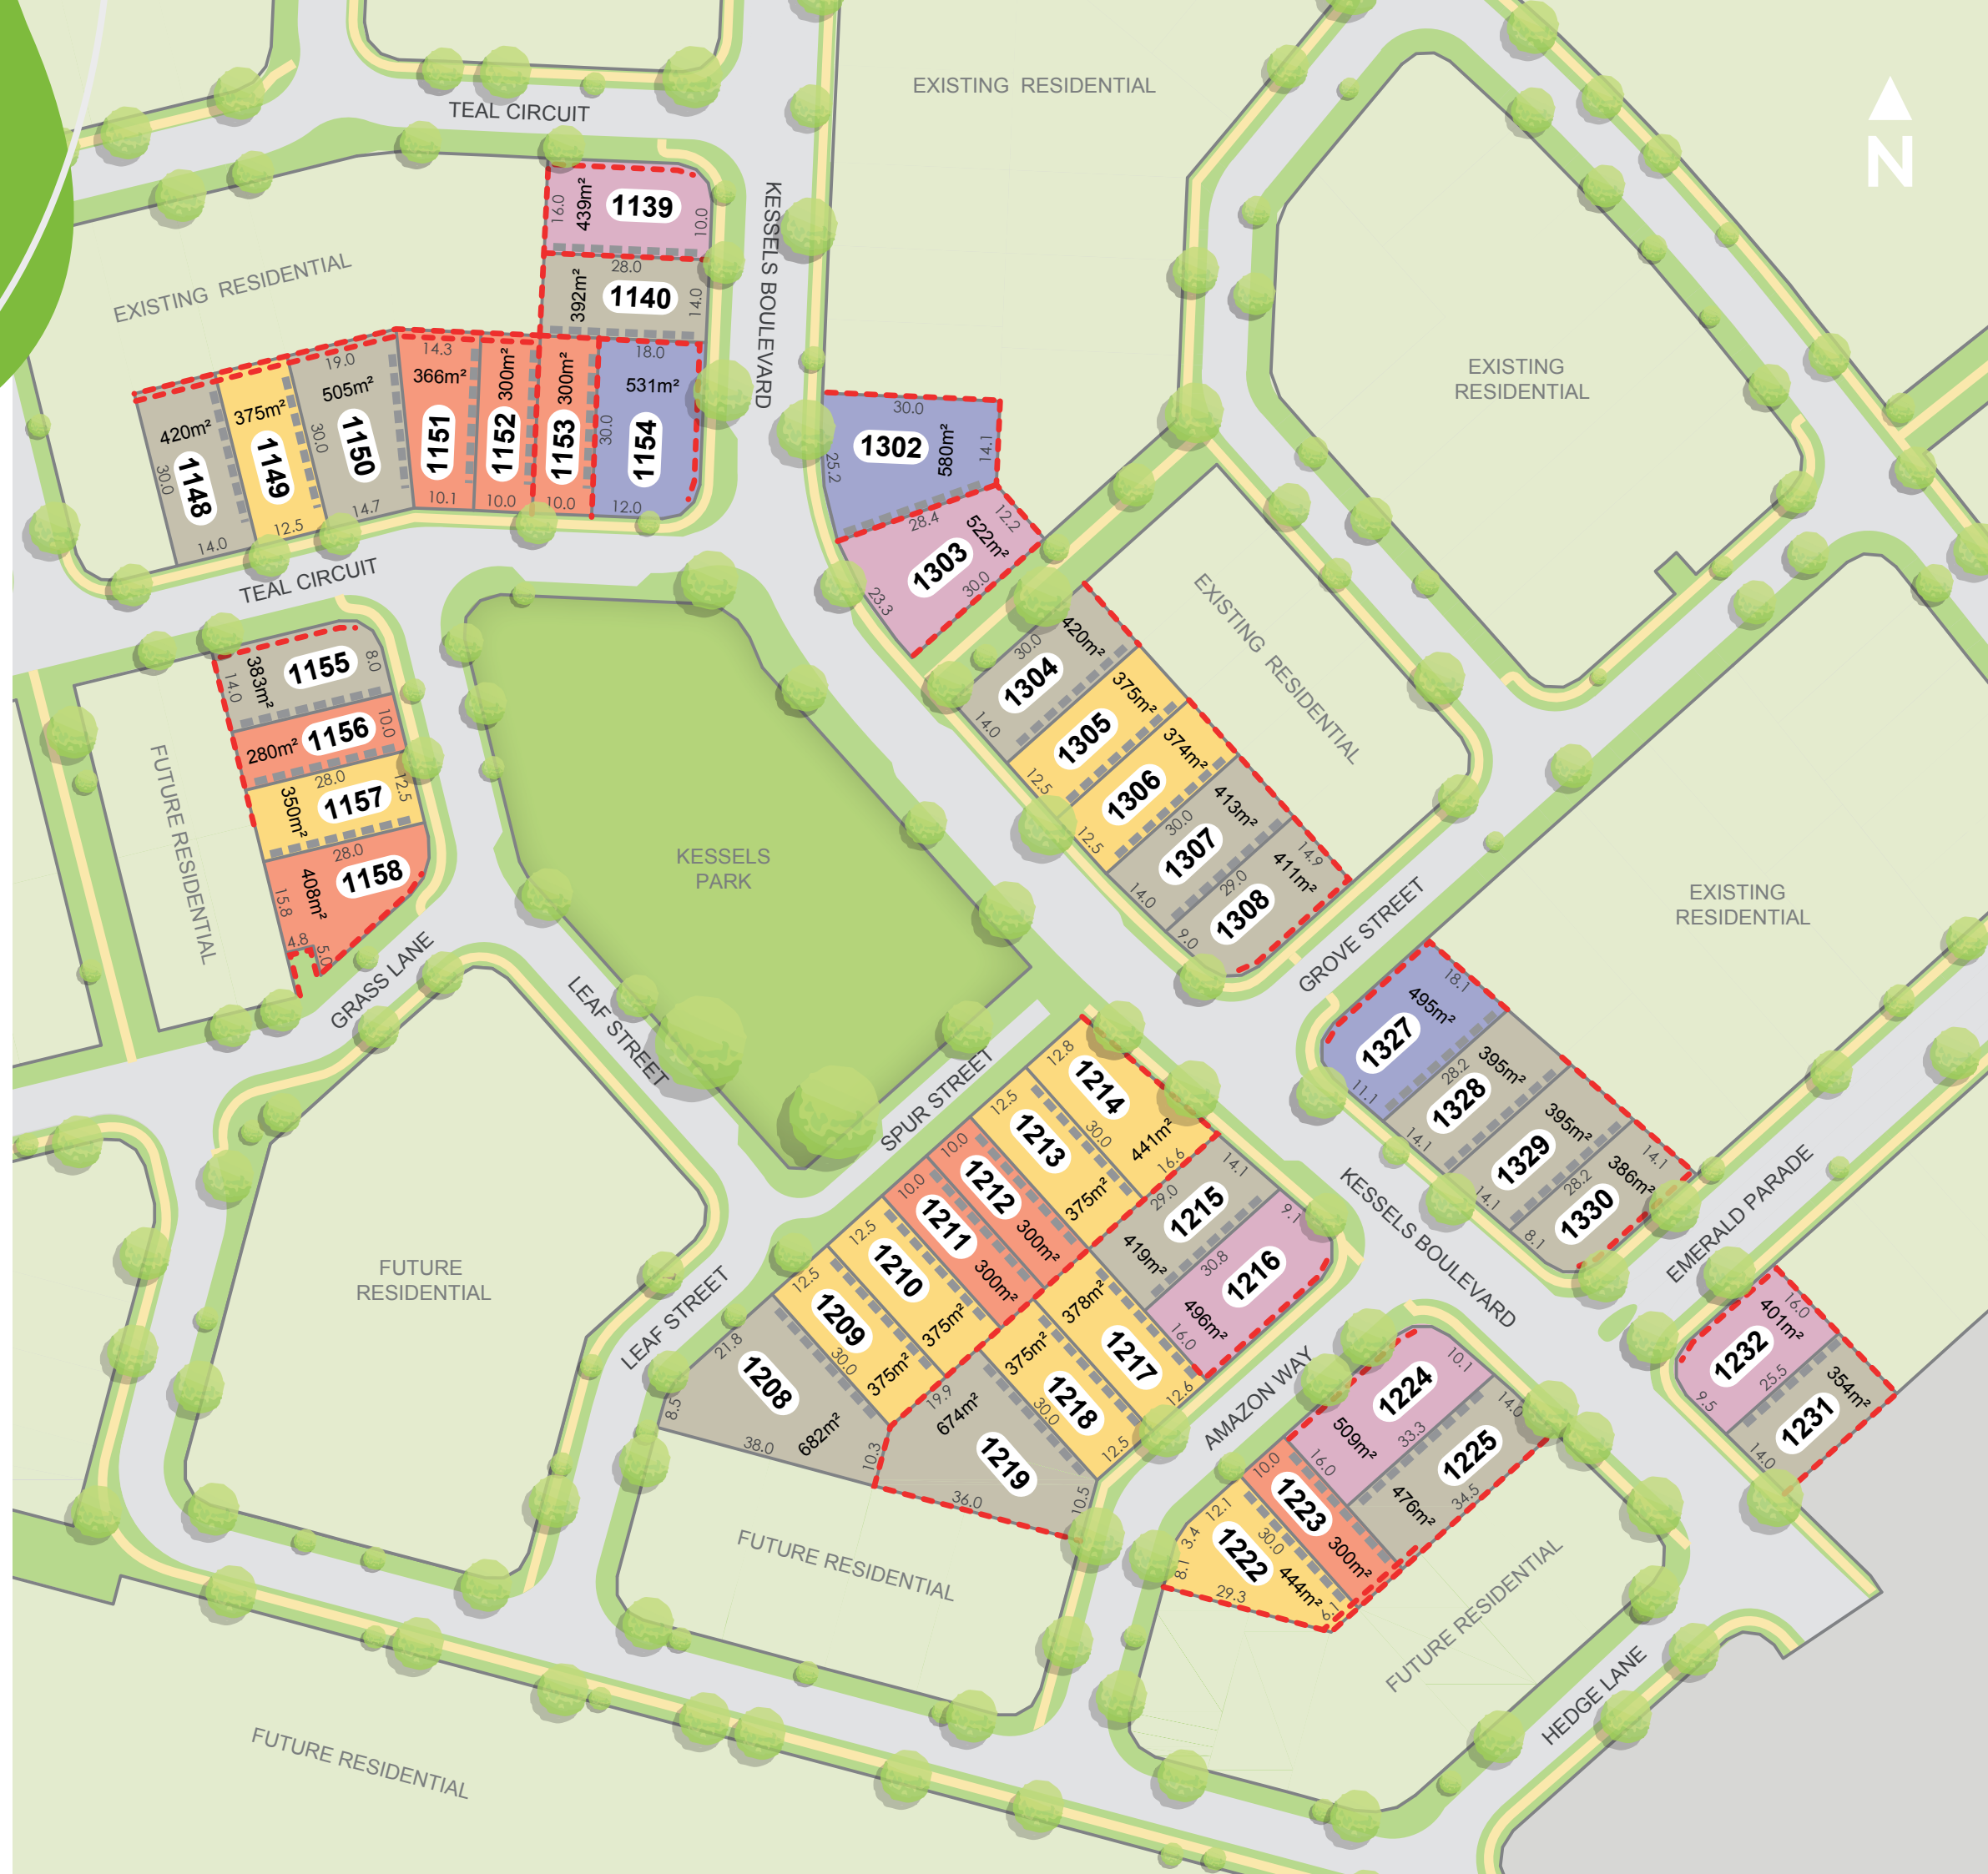 TEAL CIRCUIT
EXISTING RESIDENTIAL
N
KESSELS BOULEVARD
16.0
439m²
1139
10.0
28.0
392m²
1140
14.0
EXISTING RESIDENTIAL
420m²
30.0
1148
14.0
375m²
1149
12.5
19.0
505m²
30.0
1150
14.7
14.3
366m²
1151
10.1
300m²
1152
10.0
300m²
1153
10.0
18.0
531m²
30.0
1154
12.0
TEAL CIRCUIT
30.0
1302
580m²
14.1
25.2
28.4
12.2
522m²
1303
30.0
23.3
EXISTING
RESIDENTIAL
EXISTING RESIDENTIAL
420m²
30.0
1304
14.0
375m²
1305
12.5
374m²
1306
12.5
413m²
30.0
1307
14.0
14.9
411m²
29.0
1308
9.0
GROVE STREET
383m²
14.0
1155
8.0
280m²
1156
10.0
28.0
350m²
1157
12.5
28.0
408m²
1158
15.8
4.8
5.0
FUTURE RESIDENTIAL
GRASS LANE
KESSELS
PARK
LEAF STREET
SPUR STREET
EXISTING
RESIDENTIAL
18.1
495m²
1327
11.1
395m²
28.2
1328
14.1
395m²
1329
14.1
14.1
386m²
28.2
1330
8.1
EMERALD PARADE
KESSELS BOULEVARD
12.8
1214
441m²
16.6
12.5
1213
30.0
375m²
10.0
1212
300m²
10.0
1211
300m²
12.5
1210
375m²
12.5
1209
30.0
375m²
21.8
1208
8.5
38.0
682m²
14.1
29.0
1215
419m²
9.1
30.8
1216
496m²
16.0
378m²
1217
12.6
375m²
1218
30.0
12.5
19.9
674m²
1219
10.3
36.0
10.5
FUTURE
RESIDENTIAL
LEAF STREET
AMAZON WAY
16.0
401m²
1232
25.5
9.5
354m²
1231
14.0
10.1
1224
509m²
33.3
16.0
14.0
1225
476m²
34.5
10.0
1223
300m²
12.1
3.4
8.1
1222
30.0
444m²
29.3
6.1
FUTURE RESIDENTIAL
FUTURE RESIDENTIAL
HEDGE LANE
FUTURE RESIDENTIAL